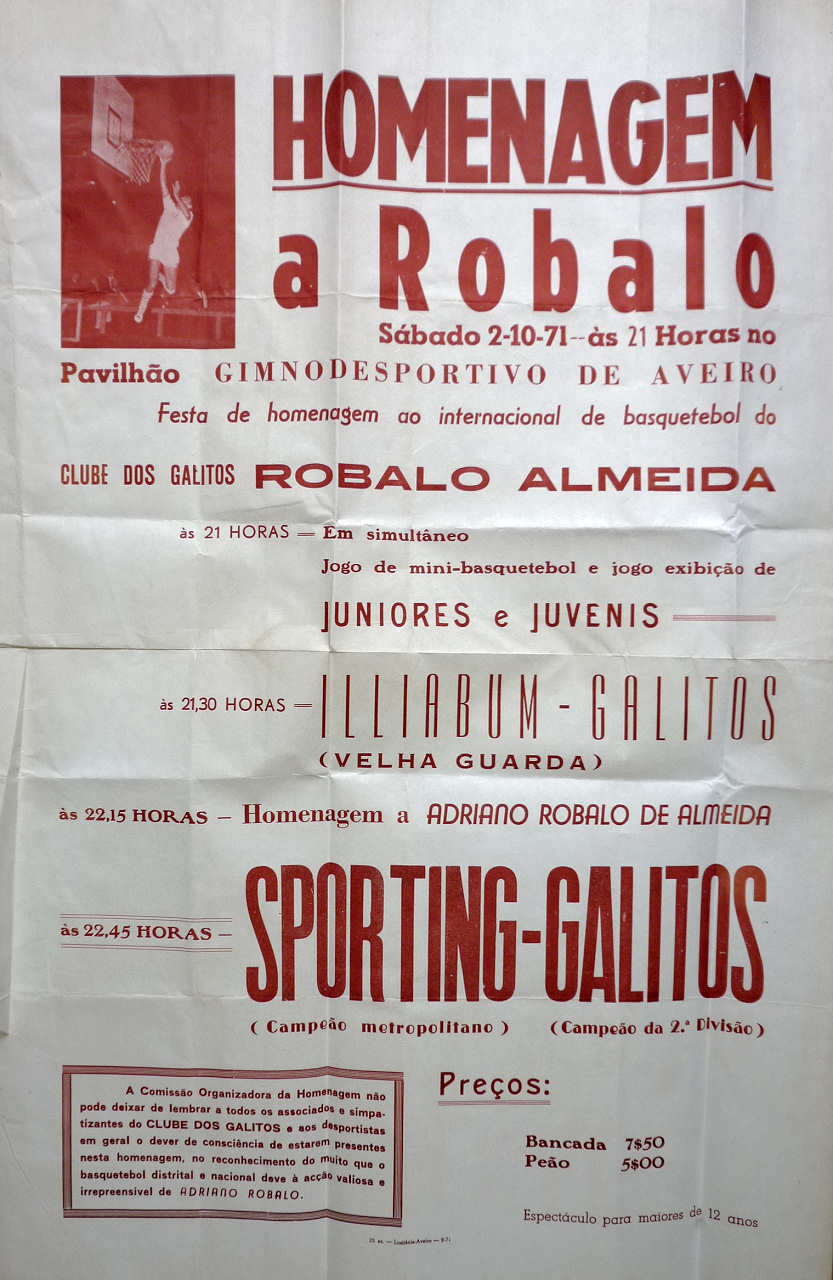 HOMENAGEM
a Robalo
Sábado 2-10-71--às 21 Horas no
Pavilhão GIMNODESPORTIVO DE AVEIRO
Festa de homenagem ao internacional de basquetebol do
CLUBE DOS GALITOS ROBALO ALMEIDA
às 21 HORAS — Em simultâneo
Jogo de mini-basquetebol e jogo exibição de
JUNIORES e JUVENIS
às 21,30 HORAS — ILLIABUM - GALITOS
(VELHA GUARDA)
às 22,15 HORAS — Homenagem a ADRIANO ROBALO DE ALMEIDA
às 22,45 HORAS — SPORTING-GALITOS
(Campeão metropolitano) (Campeão da 2.ª Divisão)
A Comissão Organizadora da Homenagem não
pode deixar de lembrar a todos os associados e simpa-
tizantes do CLUBE DOS GALITOS e aos desportistas
em geral o dever de consciência de estarem presentes
nesta homenagem, no reconhecimento do muito que o
basquetebol distrital e nacional deve à acção valiosa e
irrepreensível de ADRIANO ROBALO.
Preços:
Bancada 7$50
Peão 5$00
Espectáculo para maiores de 12 anos
ex. — Lusitânia-Aveiro — 9-71